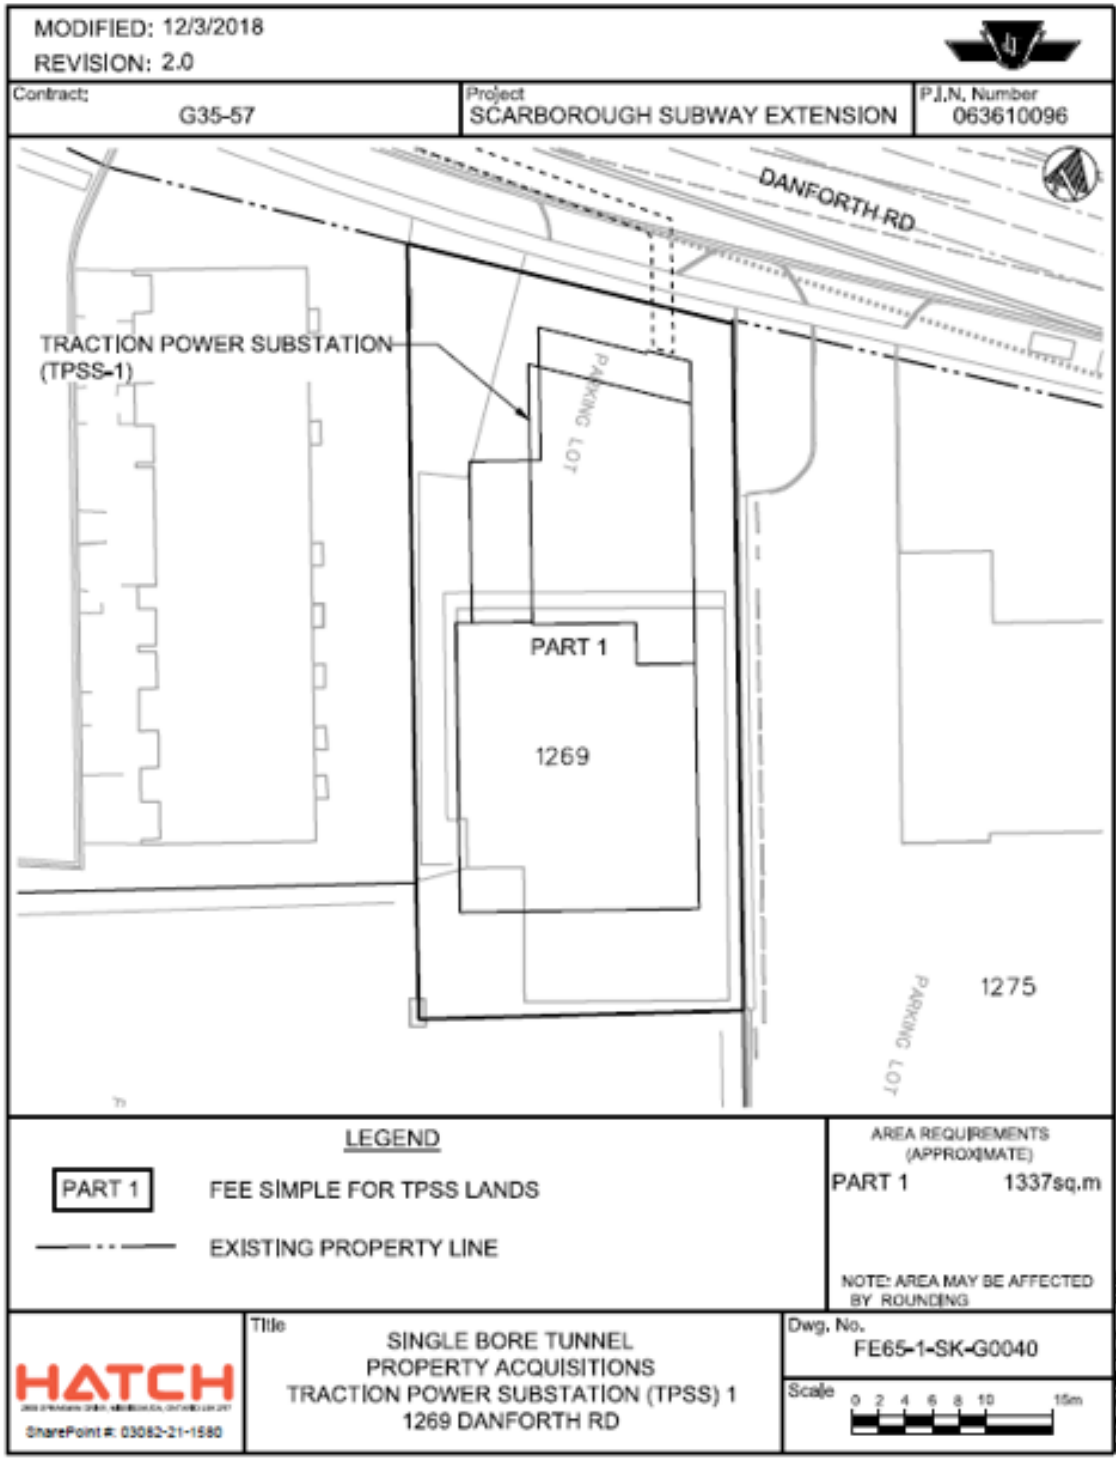 MODIFIED: 12/3/2018
REVISION: 2.0
Contract:
G35-57
Project
SCARBOROUGH SUBWAY EXTENSION
P.I.N. Number
063610096
DANFORTH RD
TRACTION POWER SUBSTATION
(TPSS-1)
PARKING LOT
PART 1
1269
1275
PARKING LOT
LEGEND
PART 1
FEE SIMPLE FOR TPSS LANDS
EXISTING PROPERTY LINE
AREA REQUIREMENTS
(APPROXIMATE)
PART 1 1337sq.m
NOTE: AREA MAY BE AFFECTED
BY ROUNDING
HATCH
SharePoint #: 03082-21-1580
Title
SINGLE BORE TUNNEL
PROPERTY ACQUISITIONS
TRACTION POWER SUBSTATION (TPSS) 1
1269 DANFORTH RD
Dwg. No.
FE65-1-SK-G0040
Scale
0 2 4 6 8 10 15m